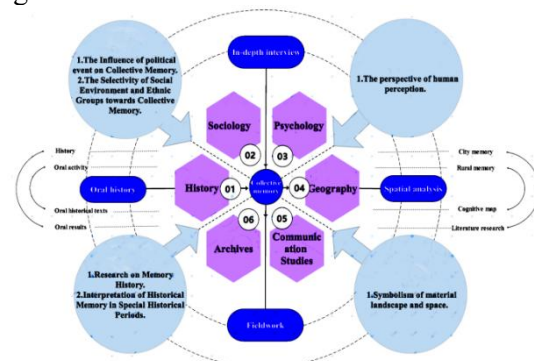 g
In-depth interview
1.The Influence of political
event on Collective Memory.
2.The Selectivity of Social
Environment and Ethnic
Groups towards Collective
Memory.
1.The perspective of human
perception.
Sociology
Psychology
02
03
History
Oral activity
City memory
Rural memory
Oral history
History
01
Collective
memory
04
Geography
Spatial analysis
Oral historical texts
Oral results
Cognitive map
Literature research
06
05
Archives
Communic
ation
Studies
1.Research on Memory
History.
2.Interpretation of Historical
Memory in Special Historical
Periods.
1.Symbolism of material
landscape and space.
Fieldwork